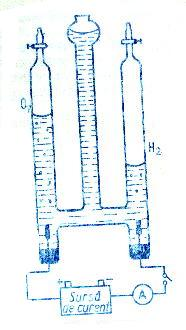 O₂
H₂
+ −
Sursă
de curent
A